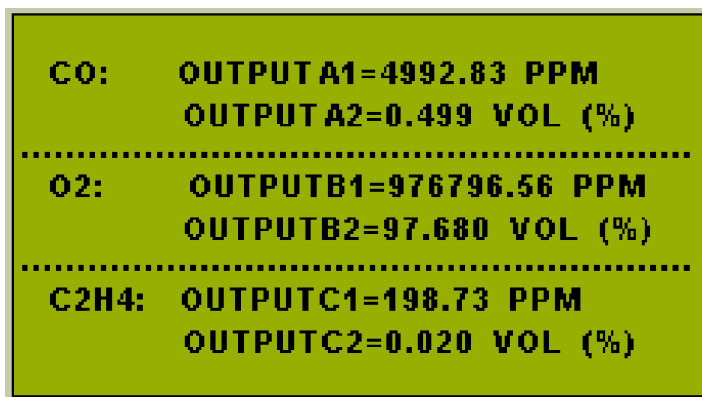 CO: OUTPUT A1=4992.83 PPM
OUTPUT A2=0.499 VOL (%)
O2: OUTPUTB1=976796.56 PPM
OUTPUTB2=97.680 VOL (%)
C2H4: OUTPUTC1=198.73 PPM
OUTPUTC2=0.020 VOL (%)